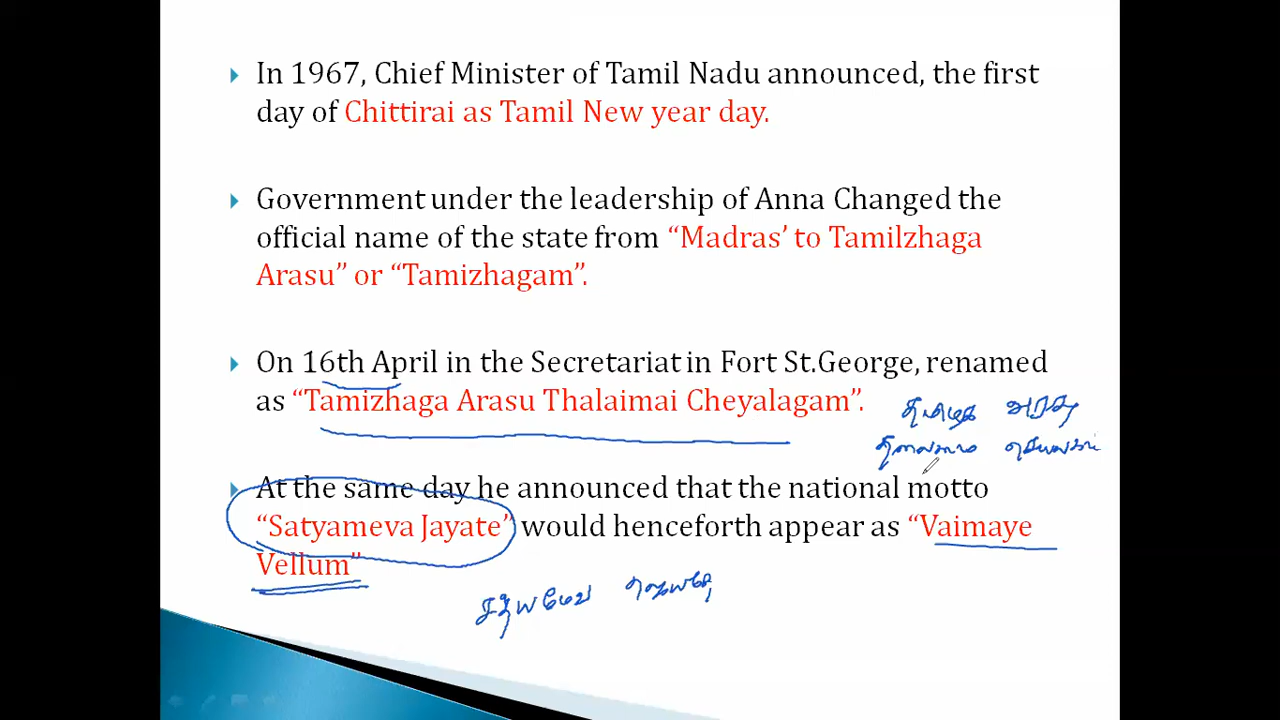 In 1967, Chief Minister of Tamil Nadu announced, the first
day of Chittirai as Tamil New year day.
Government under the leadership of Anna Changed the
official name of the state from “Madras’ to Tamilzhaga
Arasu” or “Tamizhagam”.
On 16th April in the Secretariat in Fort St.George, renamed
as “Tamizhaga Arasu Thalaimai Cheyalagam”.
தமிழக அரசு
தலைமை செயலகம்
At the same day he announced that the national motto
“Satyameva Jayate” would henceforth appear as “Vaimaye
Vellum”
சத்யமேவ ஜெயதே